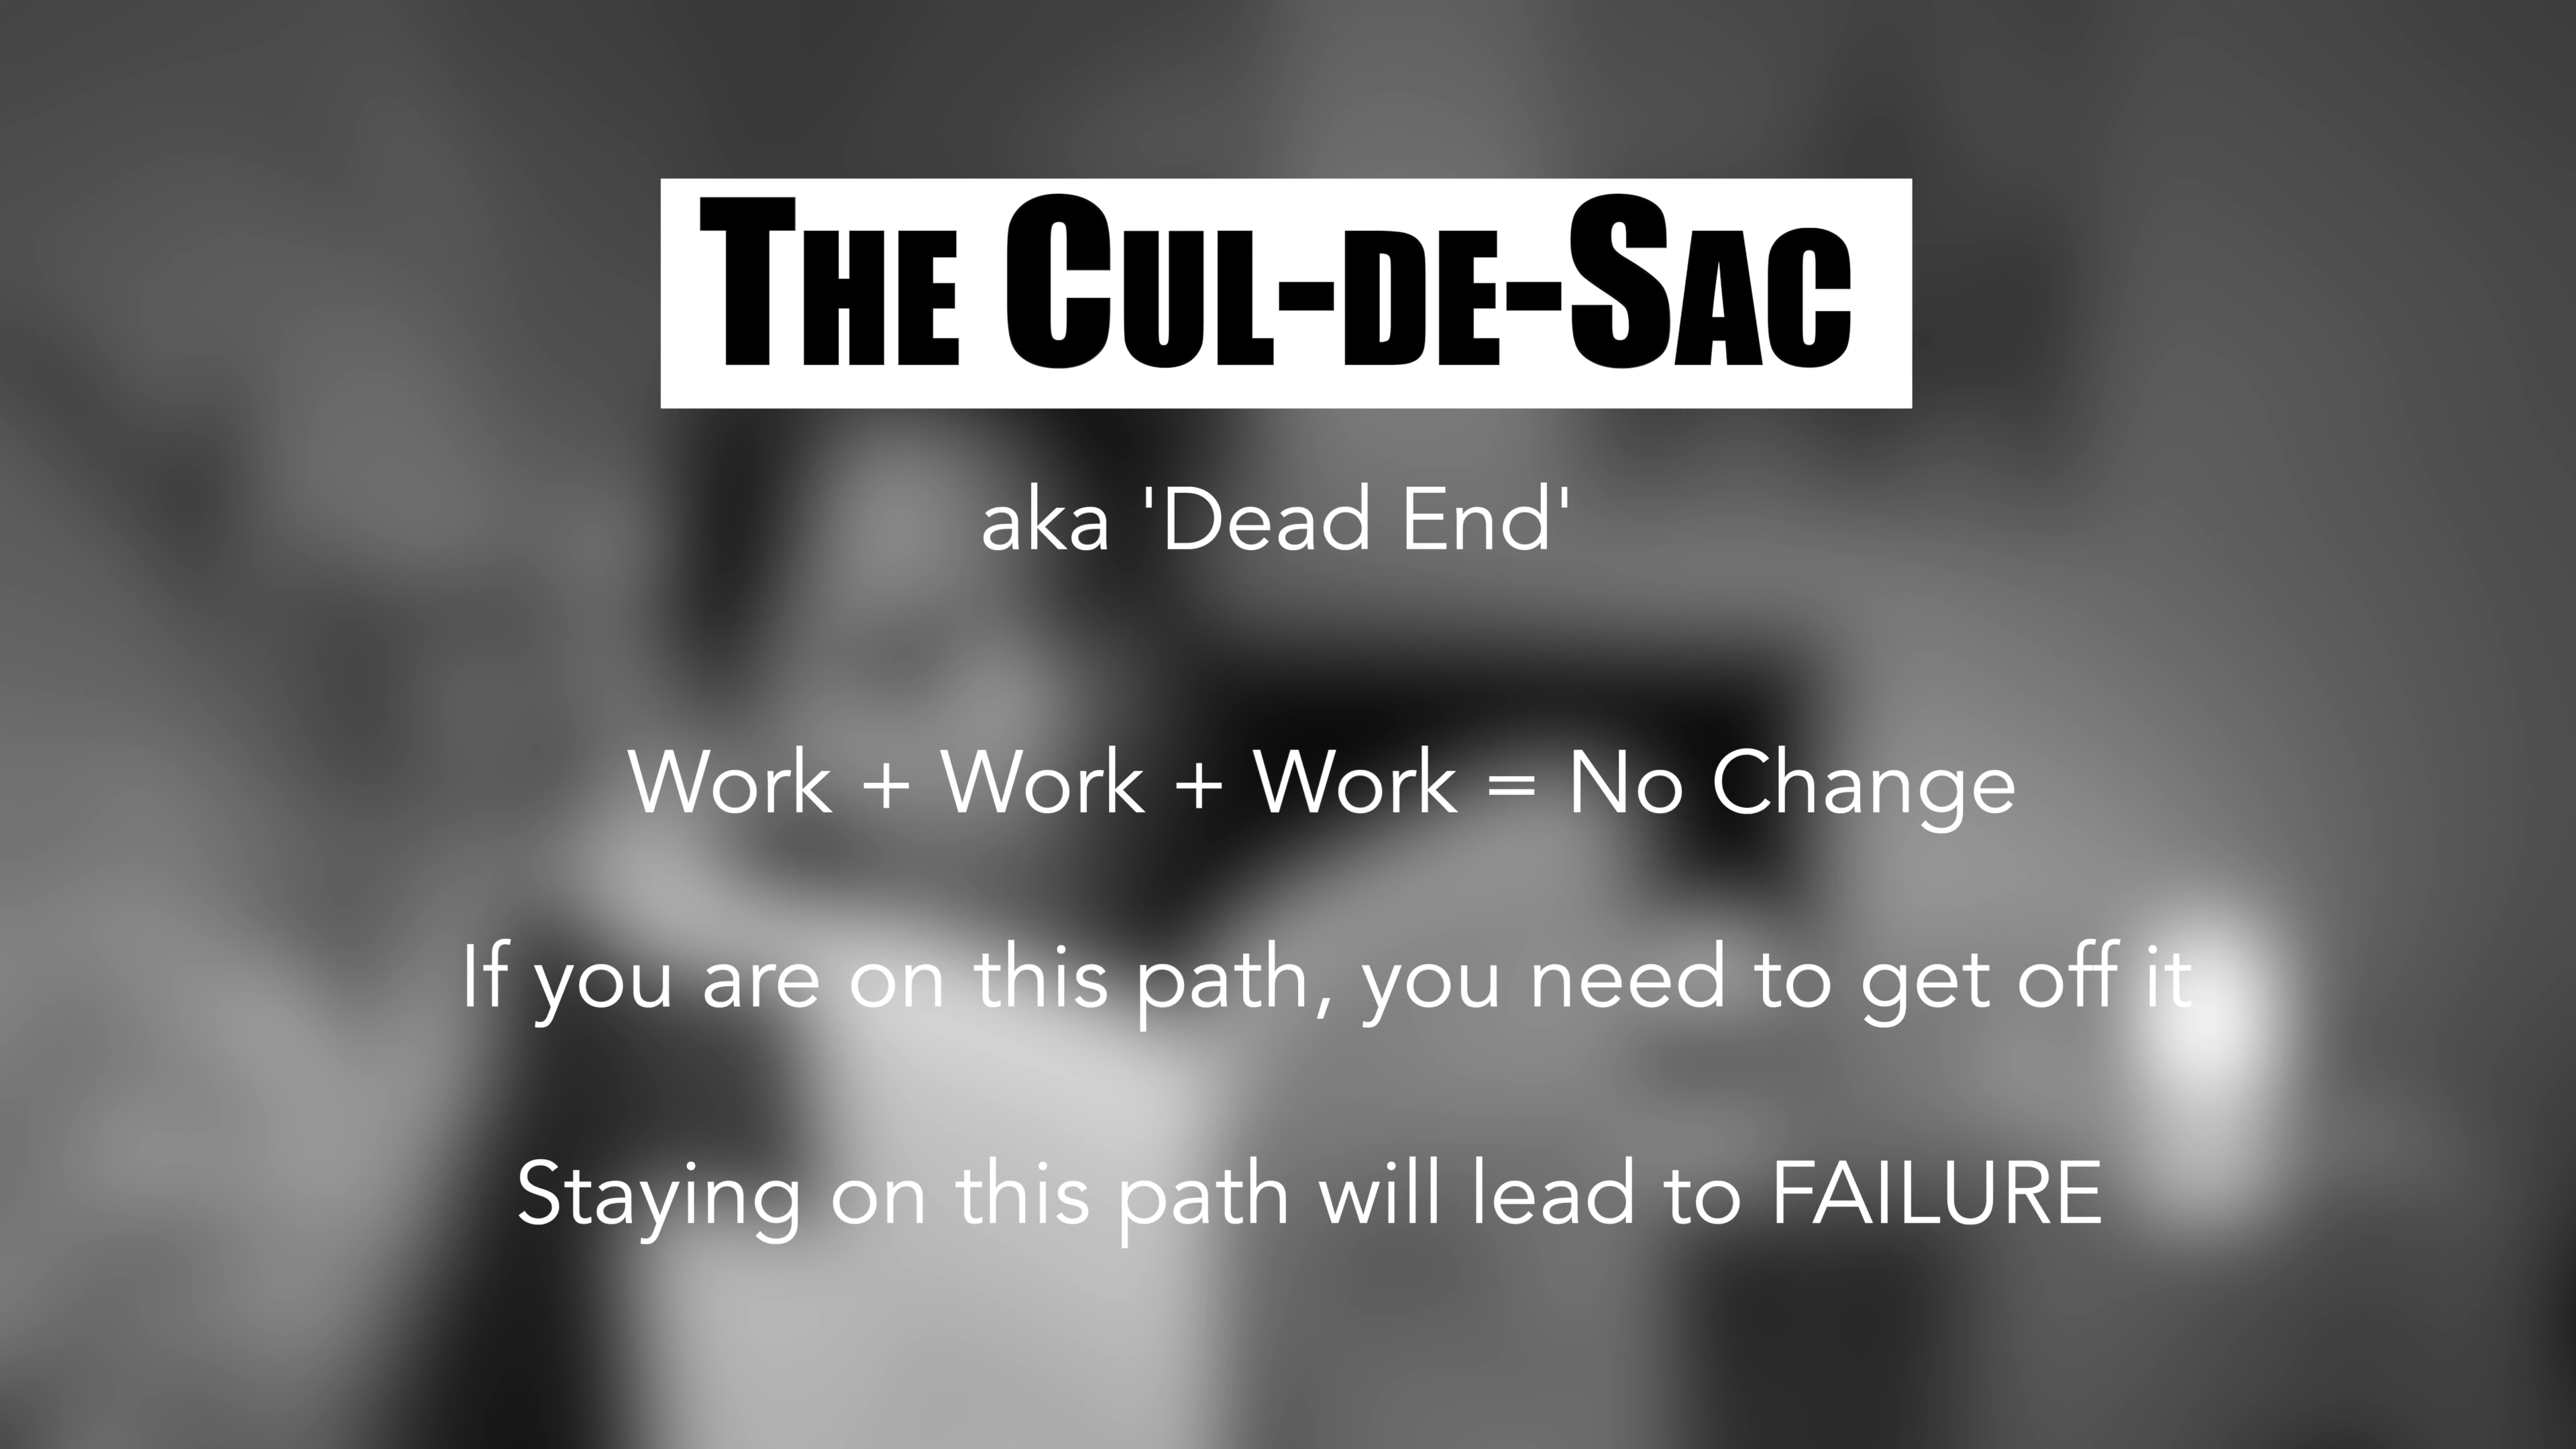 The Cul-de-Sac
aka 'Dead End'
Work + Work + Work = No Change
If you are on this path, you need to get off it
Staying on this path will lead to FAILURE